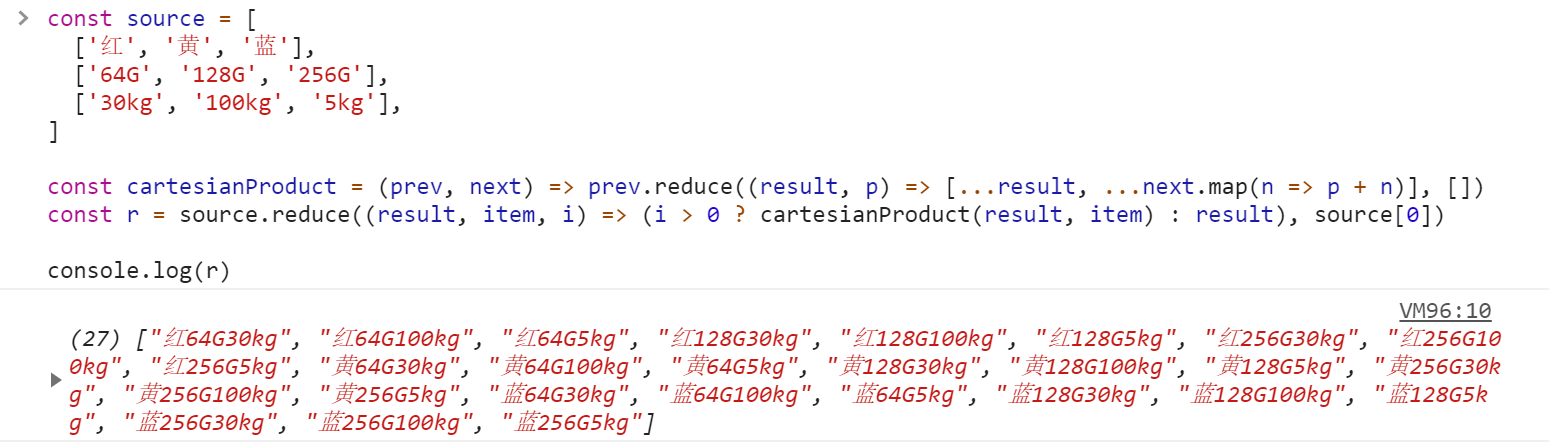 const source = [
  ['红', '黄', '蓝'],
  ['64G', '128G', '256G'],
  ['30kg', '100kg', '5kg'],
]

const cartesianProduct = (prev, next) => prev.reduce((result, p) => [...result, ...next.map(n => p + n)], [])
const r = source.reduce((result, item, i) => (i > 0 ? cartesianProduct(result, item) : result), source[0])

console.log(r)
VM96:10
(27) ["红64G30kg", "红64G100kg", "红64G5kg", "红128G30kg", "红128G100kg", "红128G5kg", "红256G30kg", "红256G10
0kg", "红256G5kg", "黄64G30kg", "黄64G100kg", "黄64G5kg", "黄128G30kg", "黄128G100kg", "黄128G5kg", "黄256G30k
g", "黄256G100kg", "黄256G5kg", "蓝64G30kg", "蓝64G100kg", "蓝64G5kg", "蓝128G30kg", "蓝128G100kg", "蓝128G5k
g", "蓝256G30kg", "蓝256G100kg", "蓝256G5kg"]